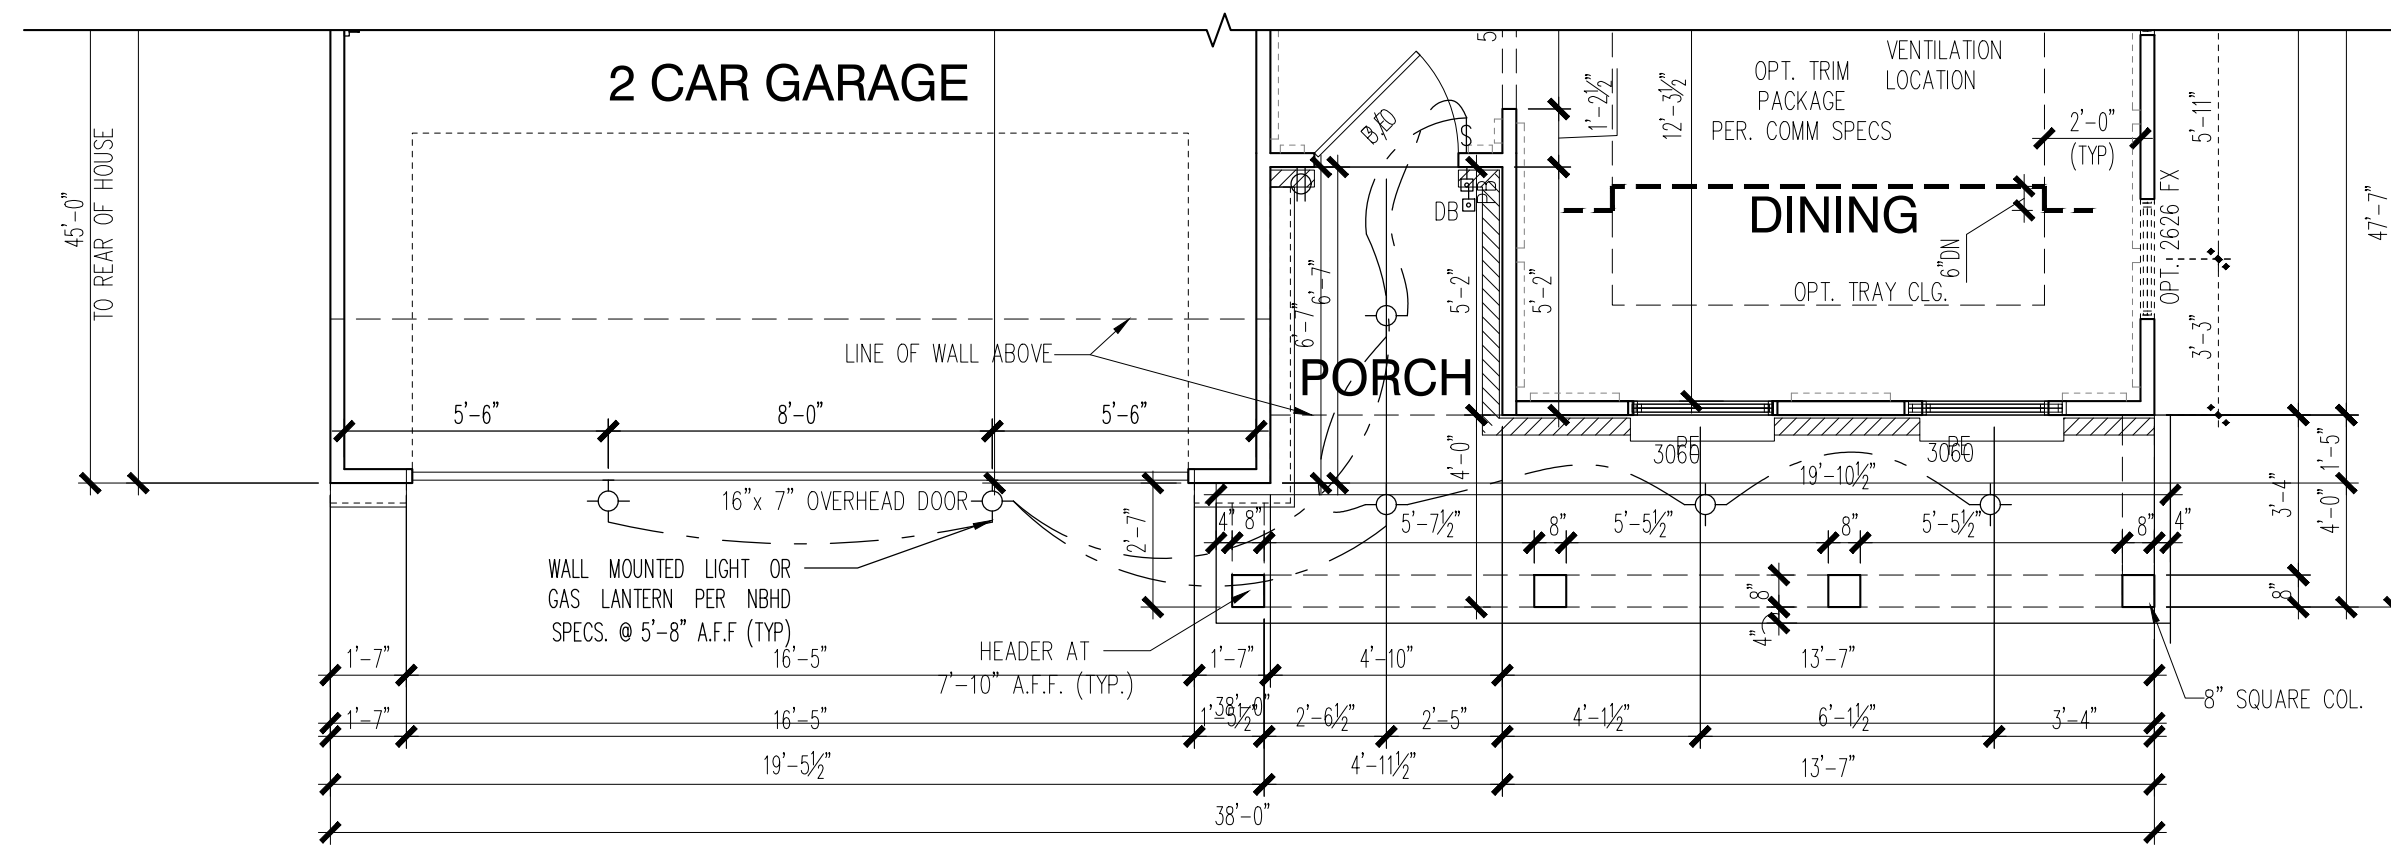 2 CAR GARAGE
VENTILATION
LOCATION
OPT. TRIM
PACKAGE
PER. COMM SPECS
1'-2½"
12'-3½"
2'-0"
(TYP)
5'-11"
45'-0"
TO REAR OF HOUSE
S
DB
DINING
6"DN
OPT. 2626 FX
47'-7"
OPT. TRAY CLG.
6'-7"
6'-7"
5'-2"
5'-2"
3'-3"
LINE OF WALL ABOVE
PORCH
5'-6"
8'-0"
5'-6"
4'-0"
3060
3060
1'-5"
19'-10½"
3'-4"
4'-0"
16"x 7" OVERHEAD DOOR
2'-7"
4"
8"
5'-7½"
8"
5'-5½"
8"
5'-5½"
8"
4"
WALL MOUNTED LIGHT OR
GAS LANTERN PER NBHD
SPECS. @ 5'-8" A.F.F (TYP)
8"
4"
8"
HEADER AT
7'-10" A.F.F. (TYP.)
1'-7"
16'-5"
1'-7"
4'-10"
13'-7"
8" SQUARE COL.
38'-0"
1'-7"
16'-5"
1'-5½"
2'-6½"
2'-5"
4'-1½"
6'-1½"
3'-4"
19'-5½"
4'-11½"
13'-7"
38'-0"